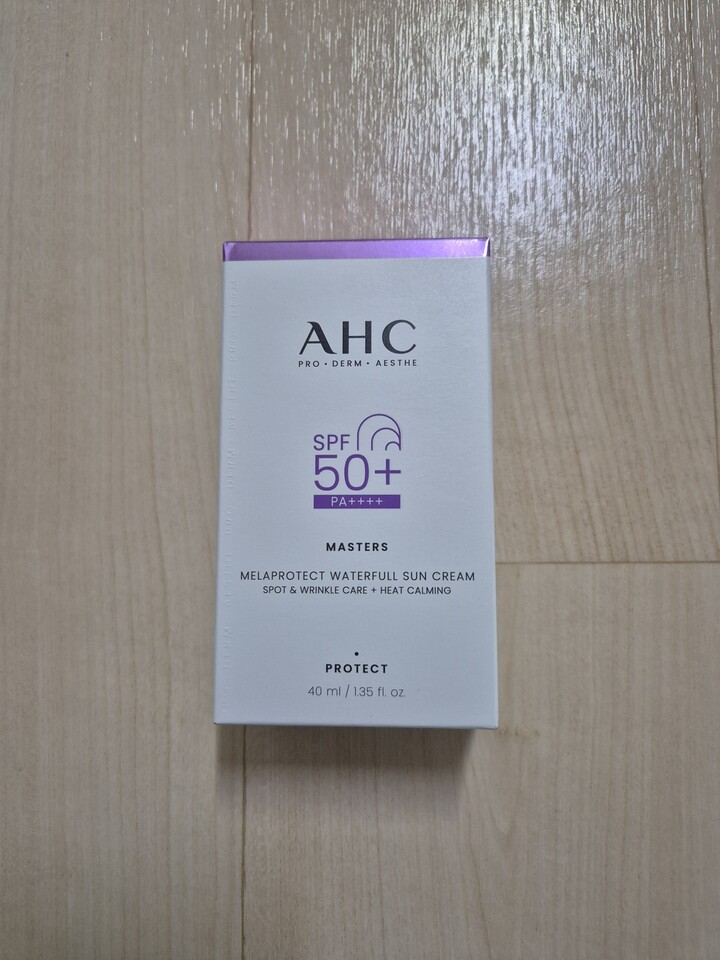 AHC
PRO • DERM • AESTHE
SPF
50+
PA++++
MASTERS
MELAPROTECT WATERFULL SUN CREAM
SPOT & WRINKLE CARE + HEAT CALMING
PROTECT
40 ml / 1.35 fl. oz.